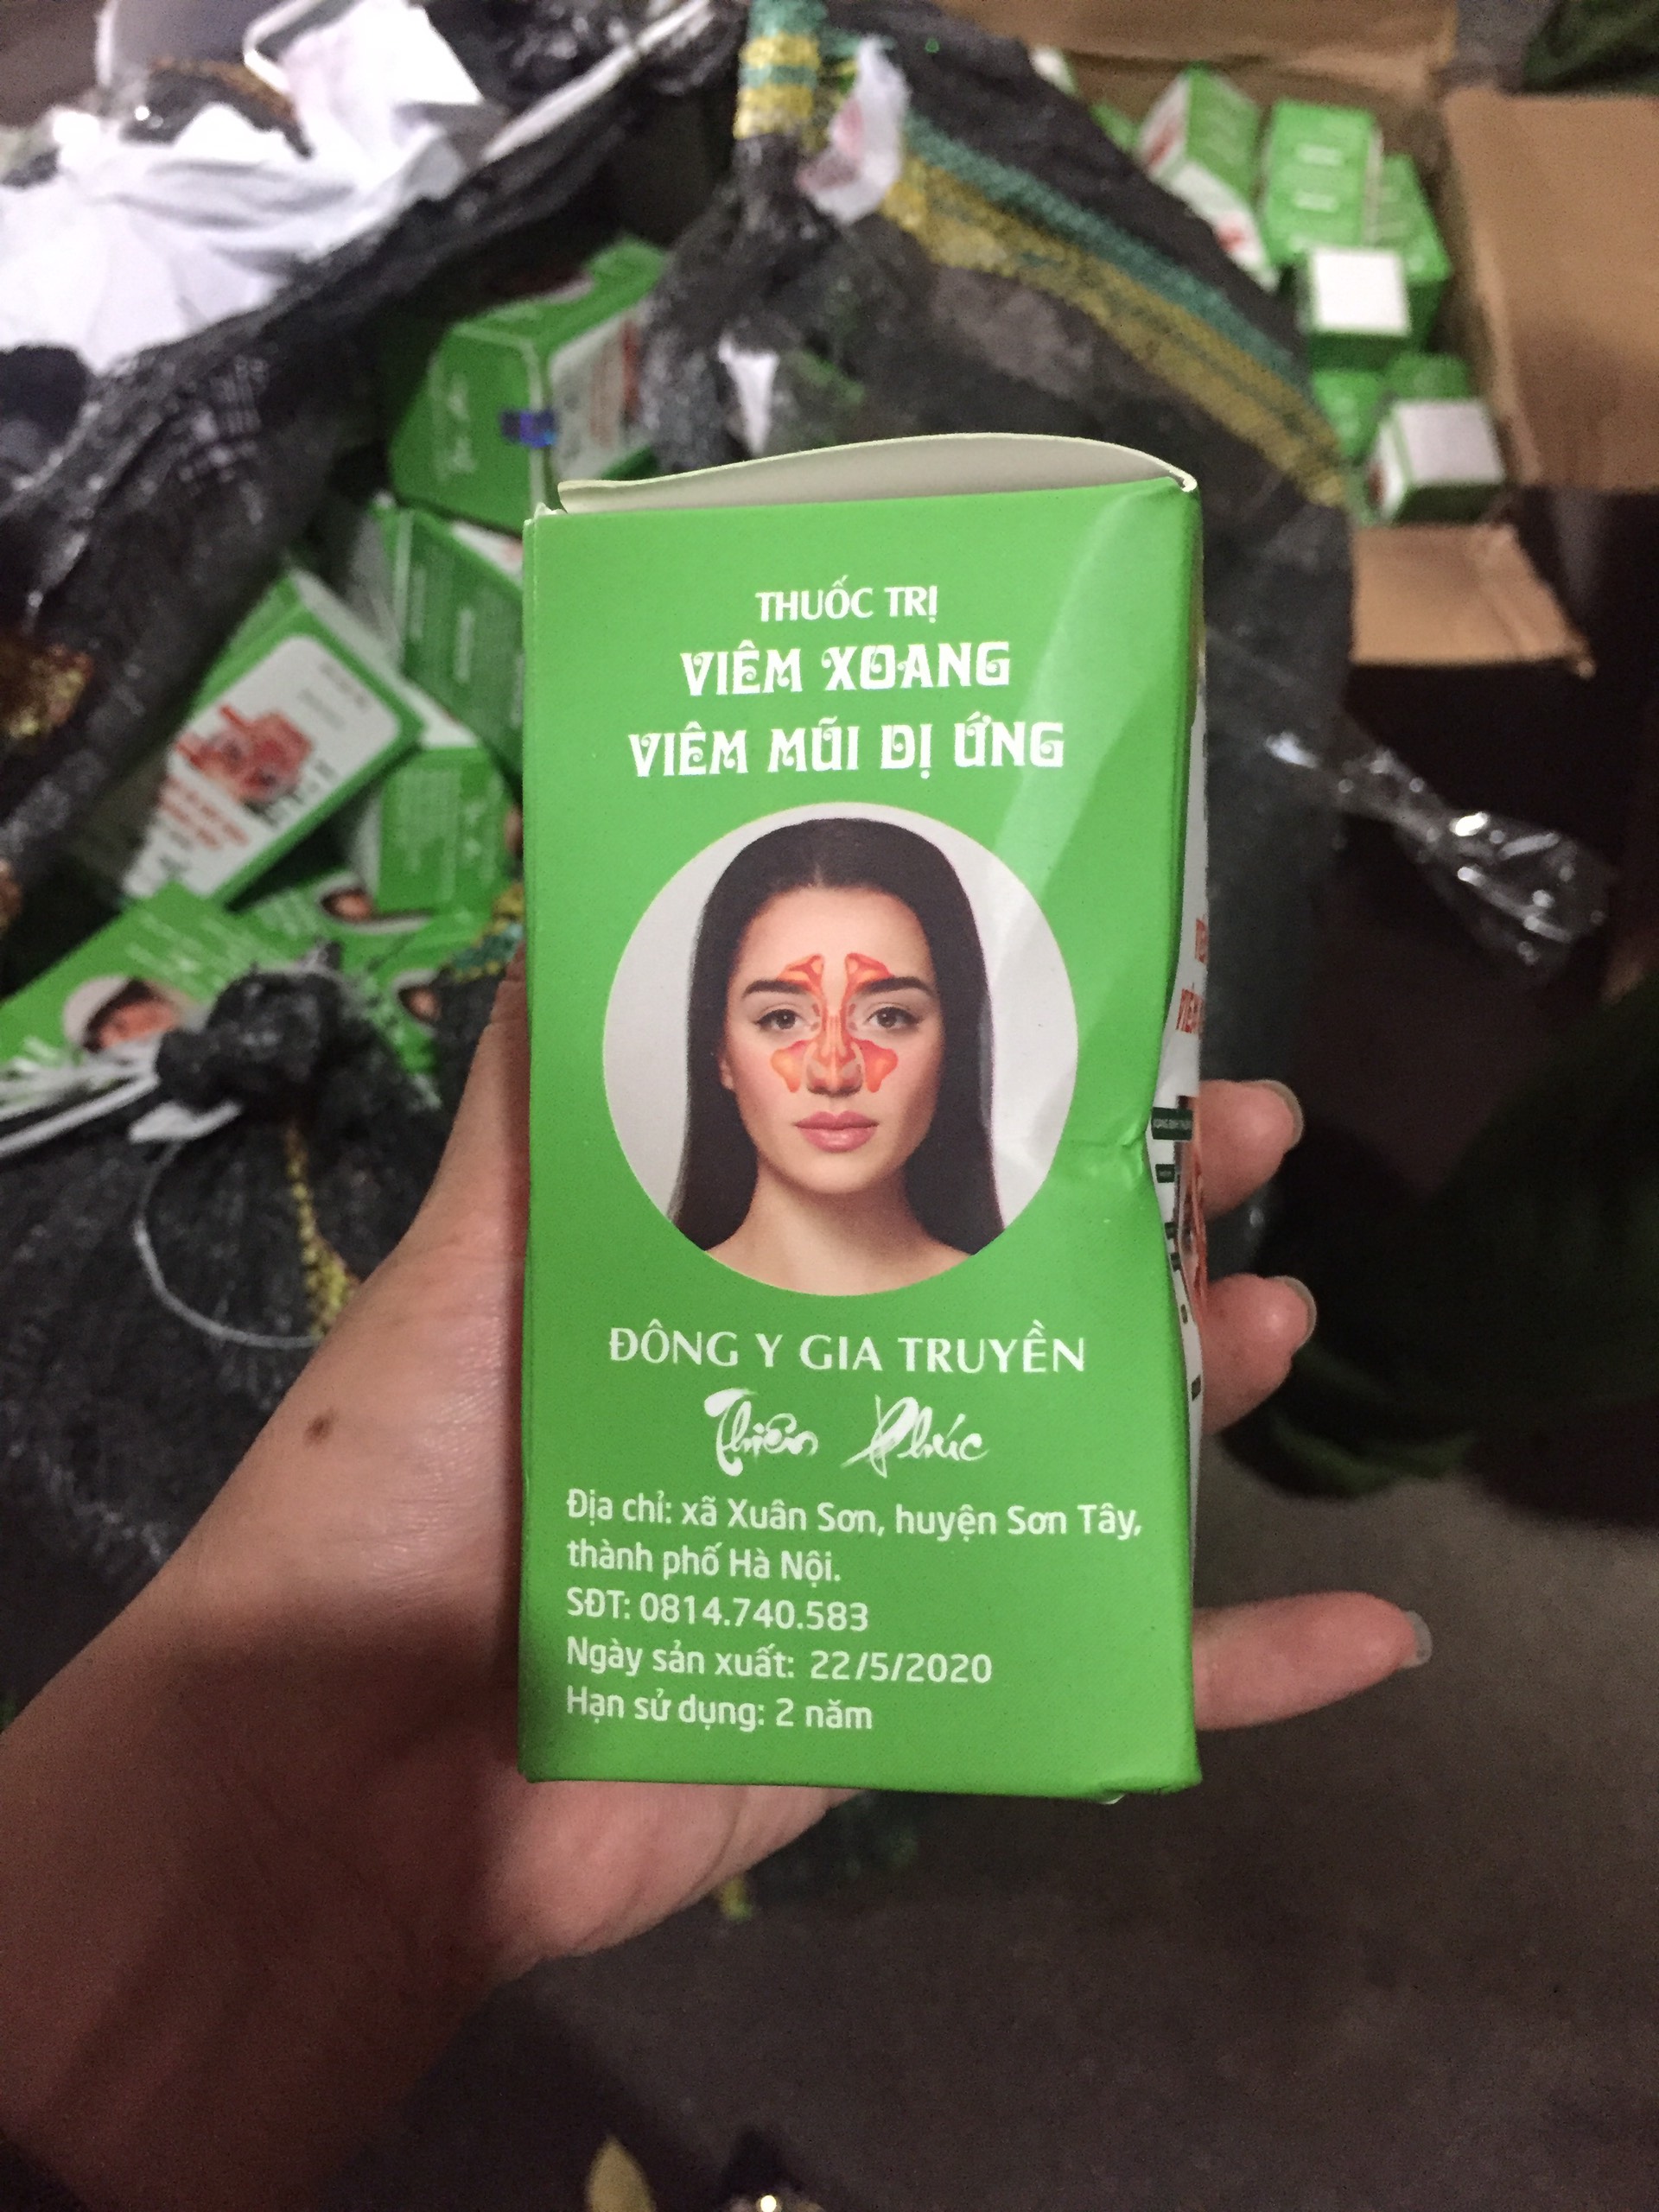 THUỐC TRỊ
VIÊM XOANG
VIÊM MŨI DỊ ỨNG
ĐÔNG Y GIA TRUYỀN
Thiên Phúc
Địa chỉ: xã Xuân Sơn, huyện Sơn Tây,
thành phố Hà Nội.
SĐT: 0814.740.583
Ngày sản xuất: 22/5/2020
Hạn sử dụng: 2 năm